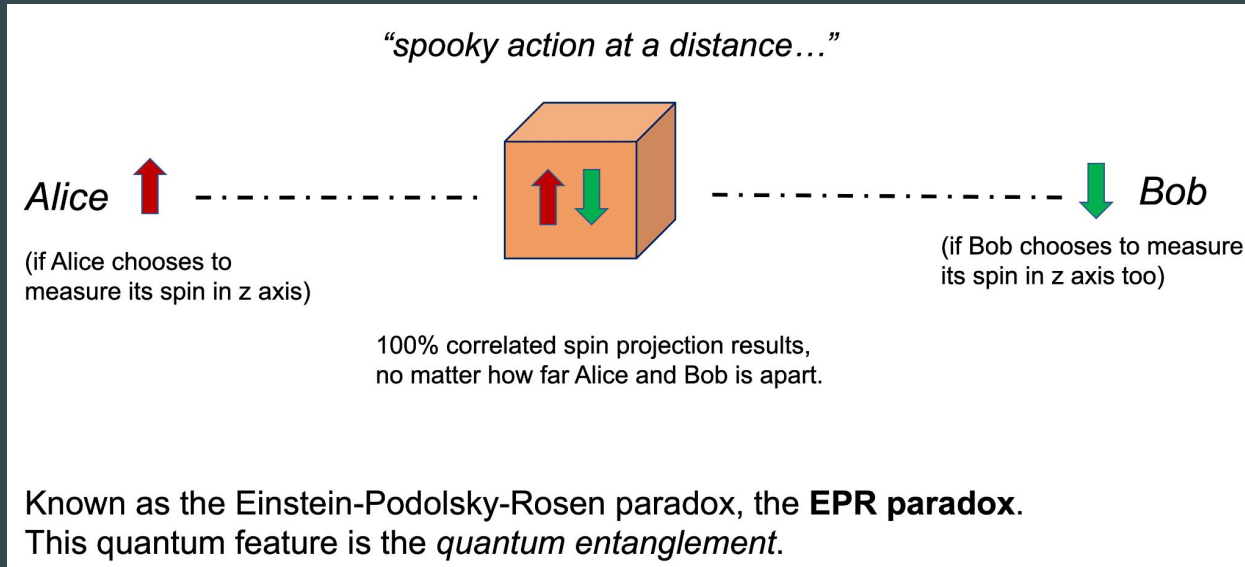 “spooky action at a distance…”
Alice
Bob
(if Alice chooses to
measure its spin in z axis)
(if Bob chooses to measure
its spin in z axis too)
100% correlated spin projection results,
no matter how far Alice and Bob is apart.
Known as the Einstein-Podolsky-Rosen paradox, the EPR paradox.
This quantum feature is the quantum entanglement.